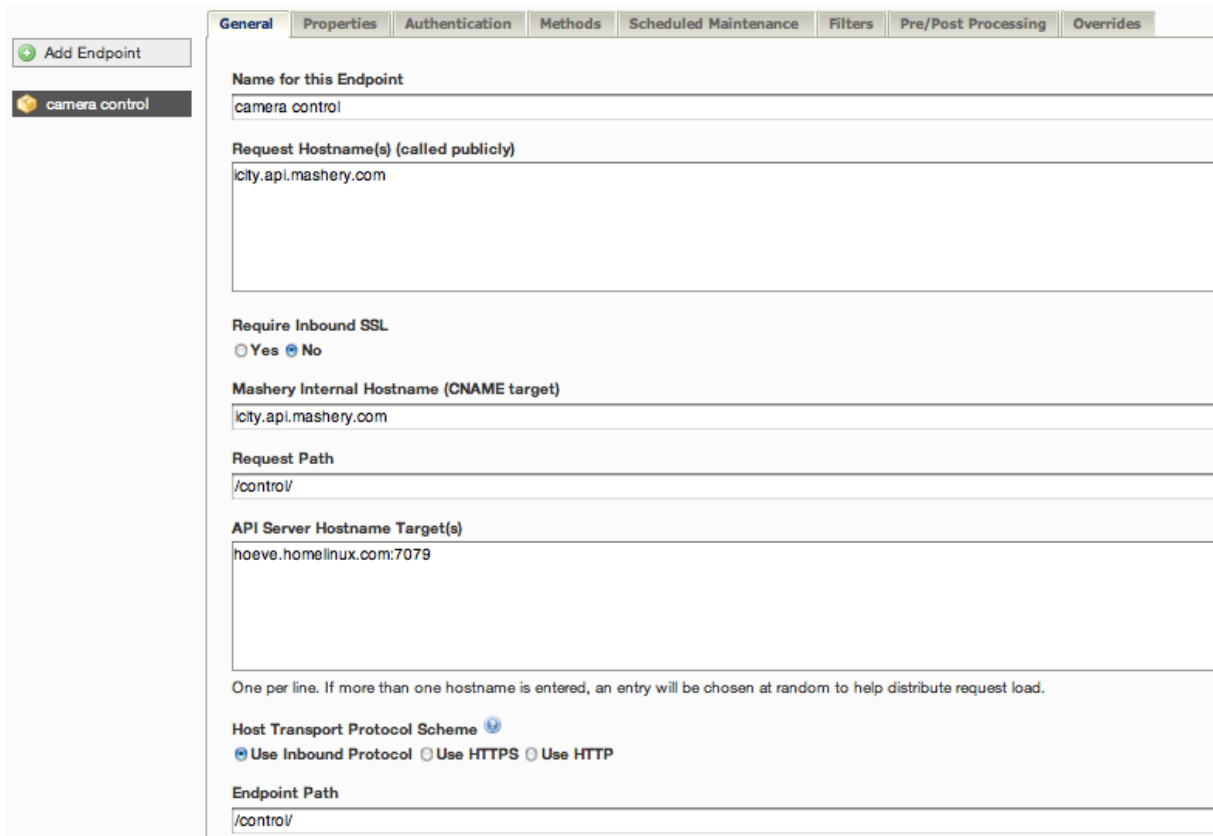 General Properties Authentication Methods Scheduled Maintenance Filters Pre/Post Processing Overrides
Add Endpoint
camera control
Name for this Endpoint
camera control
Request Hostname(s) (called publicly)
icity.api.mashery.com
Require Inbound SSL
Yes No
Mashery Internal Hostname (CNAME target)
icity.api.mashery.com
Request Path
/control/
API Server Hostname Target(s)
hoeve.homelinux.com:7079
One per line. If more than one hostname is entered, an entry will be chosen at random to help distribute request load.
Host Transport Protocol Scheme ?
Use Inbound Protocol Use HTTPS Use HTTP
Endpoint Path
/control/